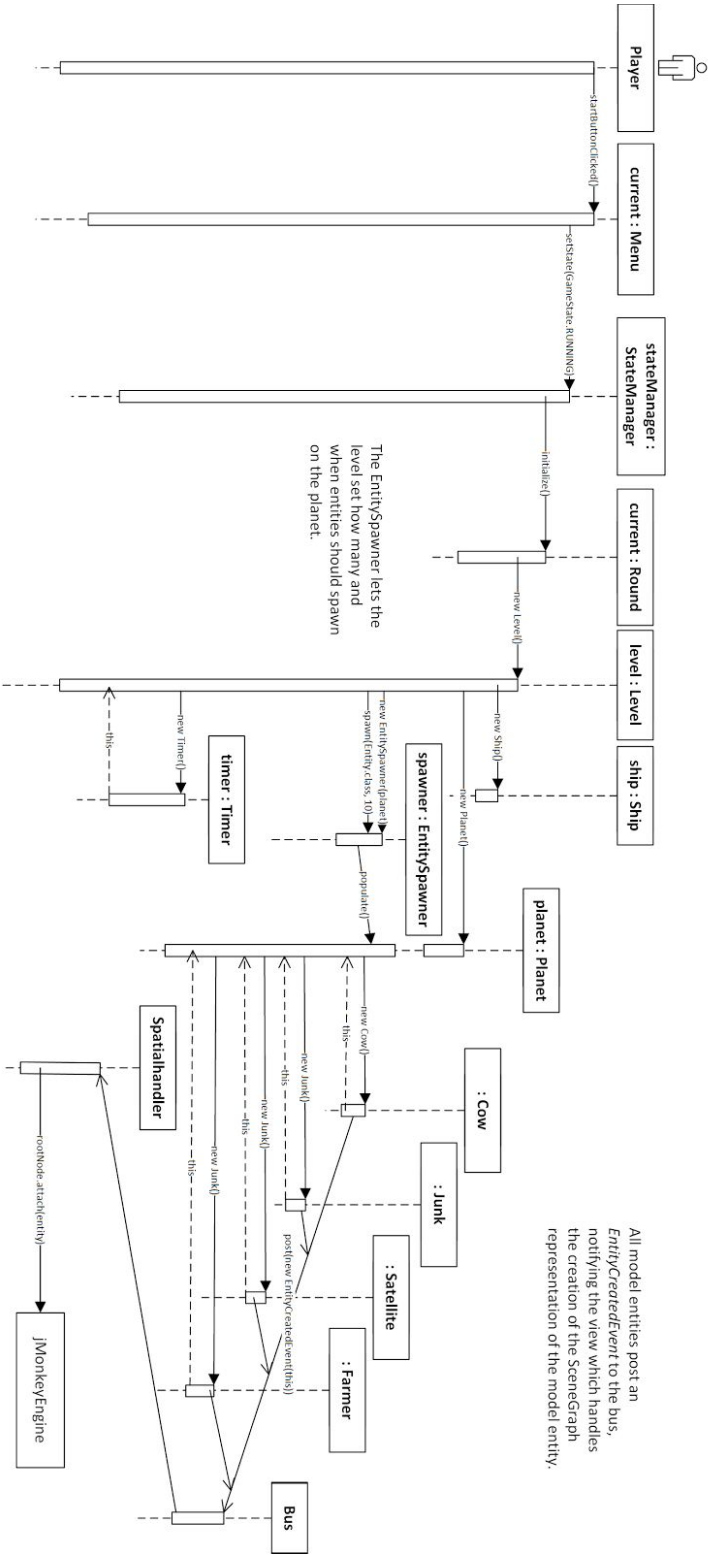 Player
current : Menu
stateManager :
StateManager
current : Round
level : Level
ship : Ship
planet : Planet
spawner : EntitySpawner
timer : Timer
: Cow
: Junk
: Satellite
: Farmer
Spatialhandler
Bus
jMonkeyEngine
startButtonClicked()
setState(GameState.RUNNING)
initialize()
new Level()
new Ship()
new Planet()
new EntitySpawner(planet)
spawn(Entity.class, 10)
populate()
new Cow()
this
new Junk()
this
new Junk()
this
new Junk()
this
post(new EntityCreatedEvent(this))
new Timer()
this
rootNode.attach(entity)
The EntitySpawner lets the
level set how many and
when entities should spawn
on the planet.
All model entities post an
EntityCreatedEvent to the bus,
notifying the view which handles
the creation of the SceneGraph
representation of the model entity.